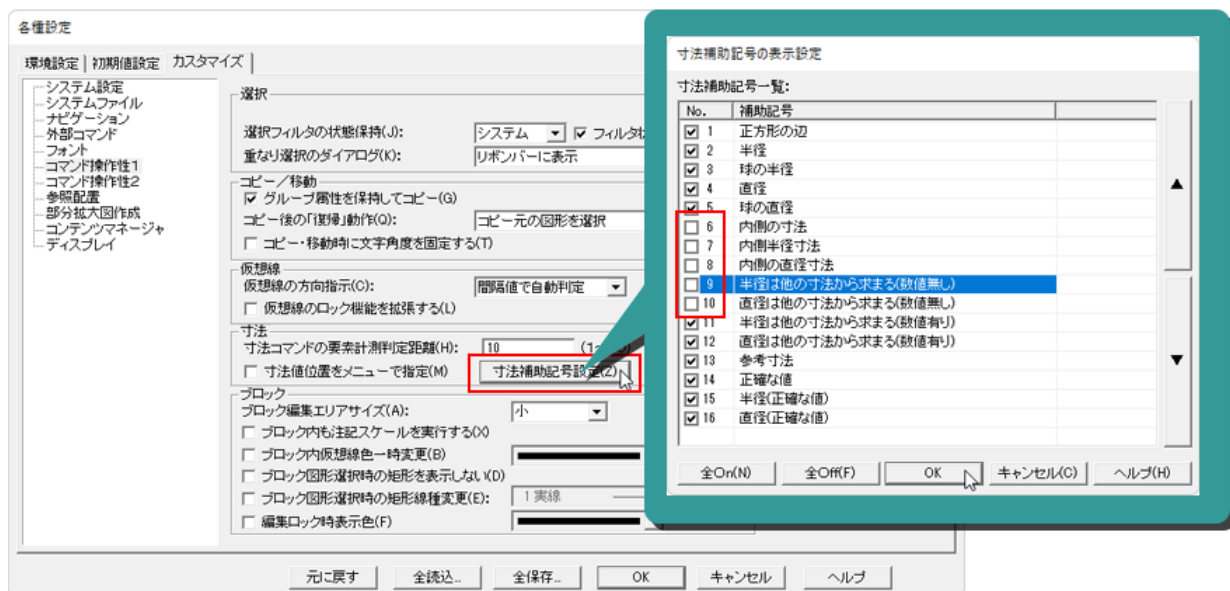 各種設定
環境設定 初期値設定 カスタマイズ
システム設定
システムファイル
ナビゲーション
外部コマンド
フォント
コマンド操作性1
コマンド操作性2
参照配置
部分拡大図作成
コンテンツマネージャ
ディスプレイ
選択
選択フィルタの状態保持(J): システム フィルタ
重なり選択のダイアログ(K): リボンバーに表示
コピー/移動
グループ属性を保持してコピー(G)
コピー後の「復帰」動作(Q): コピー元の図形を選択
コピー・移動時に文字角度を固定する(T)
仮想線
仮想線の方向指示(C): 間隔値で自動判定
仮想線のロック機能を拡張する(L)
寸法
寸法コマンドの要素計測判定距離(H): 10
寸法値位置をメニューで指定(M) 寸法補助記号設定(Z)
ブロック
ブロック編集エリアサイズ(A): 小
ブロック内も注記スケールを実行する(X)
ブロック内仮想線色一時変更(B)
ブロック図形選択時の矩形を表示しない(D)
ブロック図形選択時の矩形線種変更(E): 1 実線
編集ロック時表示色(F)
元に戻す 全読込... 全保存... OK キャンセル ヘルプ
寸法補助記号の表示設定
寸法補助記号一覧:
No. 補助記号
1 正方形の辺
2 半径
3 球の半径
4 直径
5 球の直径
6 内側の寸法
7 内側半径寸法
8 内側の直径寸法
9 半径は他の寸法から求まる(数値無し)
10 直径は他の寸法から求まる(数値無し)
11 半径は他の寸法から求まる(数値有り)
12 直径は他の寸法から求まる(数値有り)
13 参考寸法
14 正確な値
15 半径(正確な値)
16 直径(正確な値)
全On(N) 全Off(F) OK キャンセル(C) ヘルプ(H)